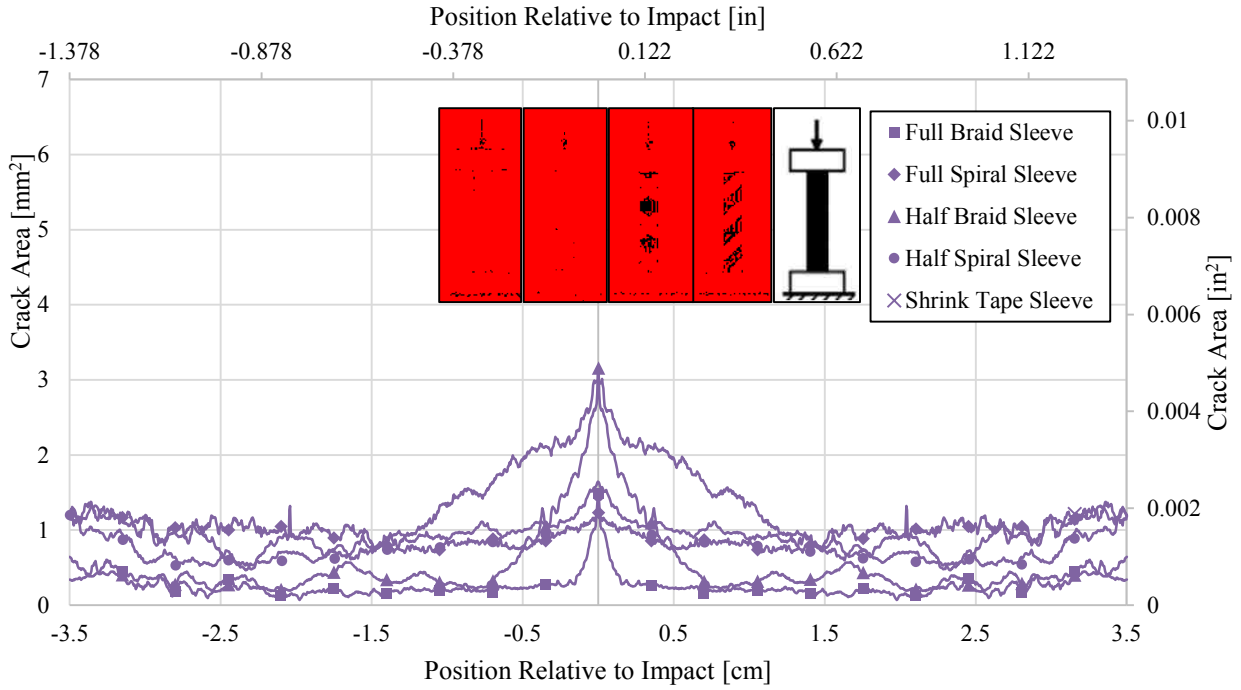 Position Relative to Impact [in]
-1.378 -0.878 -0.378 0.122 0.622 1.122
7
6
5
4
3
2
1
0
Crack Area [mm²]
Full Braid Sleeve
Full Spiral Sleeve
Half Braid Sleeve
Half Spiral Sleeve
Shrink Tape Sleeve
0.01
0.008
0.006
0.004
0.002
0
Crack Area [in²]
-3.5 -2.5 -1.5 -0.5 0.5 1.5 2.5 3.5
Position Relative to Impact [cm]